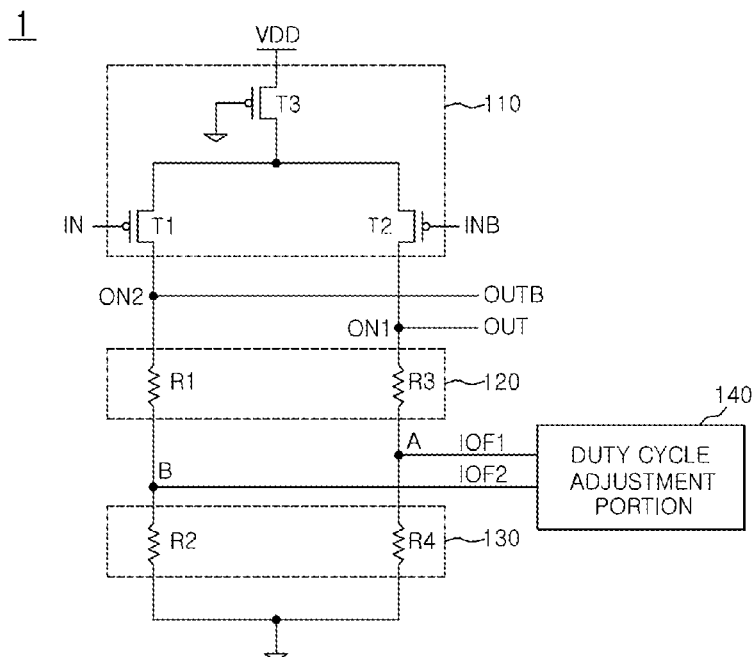 1
VDD
T3
110
IN
T1
T2
INB
ON2
OUTB
ON1
OUT
R1
R3
120
140
A
IOF1
B
IOF2
DUTY CYCLE
ADJUSTMENT
PORTION
R2
R4
130